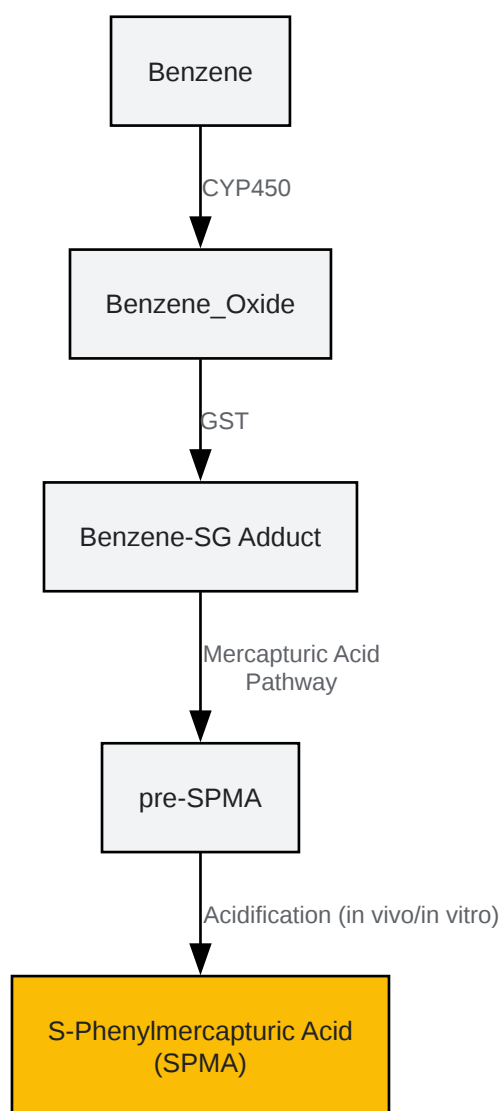 Benzene
CYP450
Benzene_Oxide
GST
Benzene-SG Adduct
Mercapturic Acid
Pathway
pre-SPMA
Acidification (in vivo/in vitro)
S-Phenylmercapturic Acid
(SPMA)